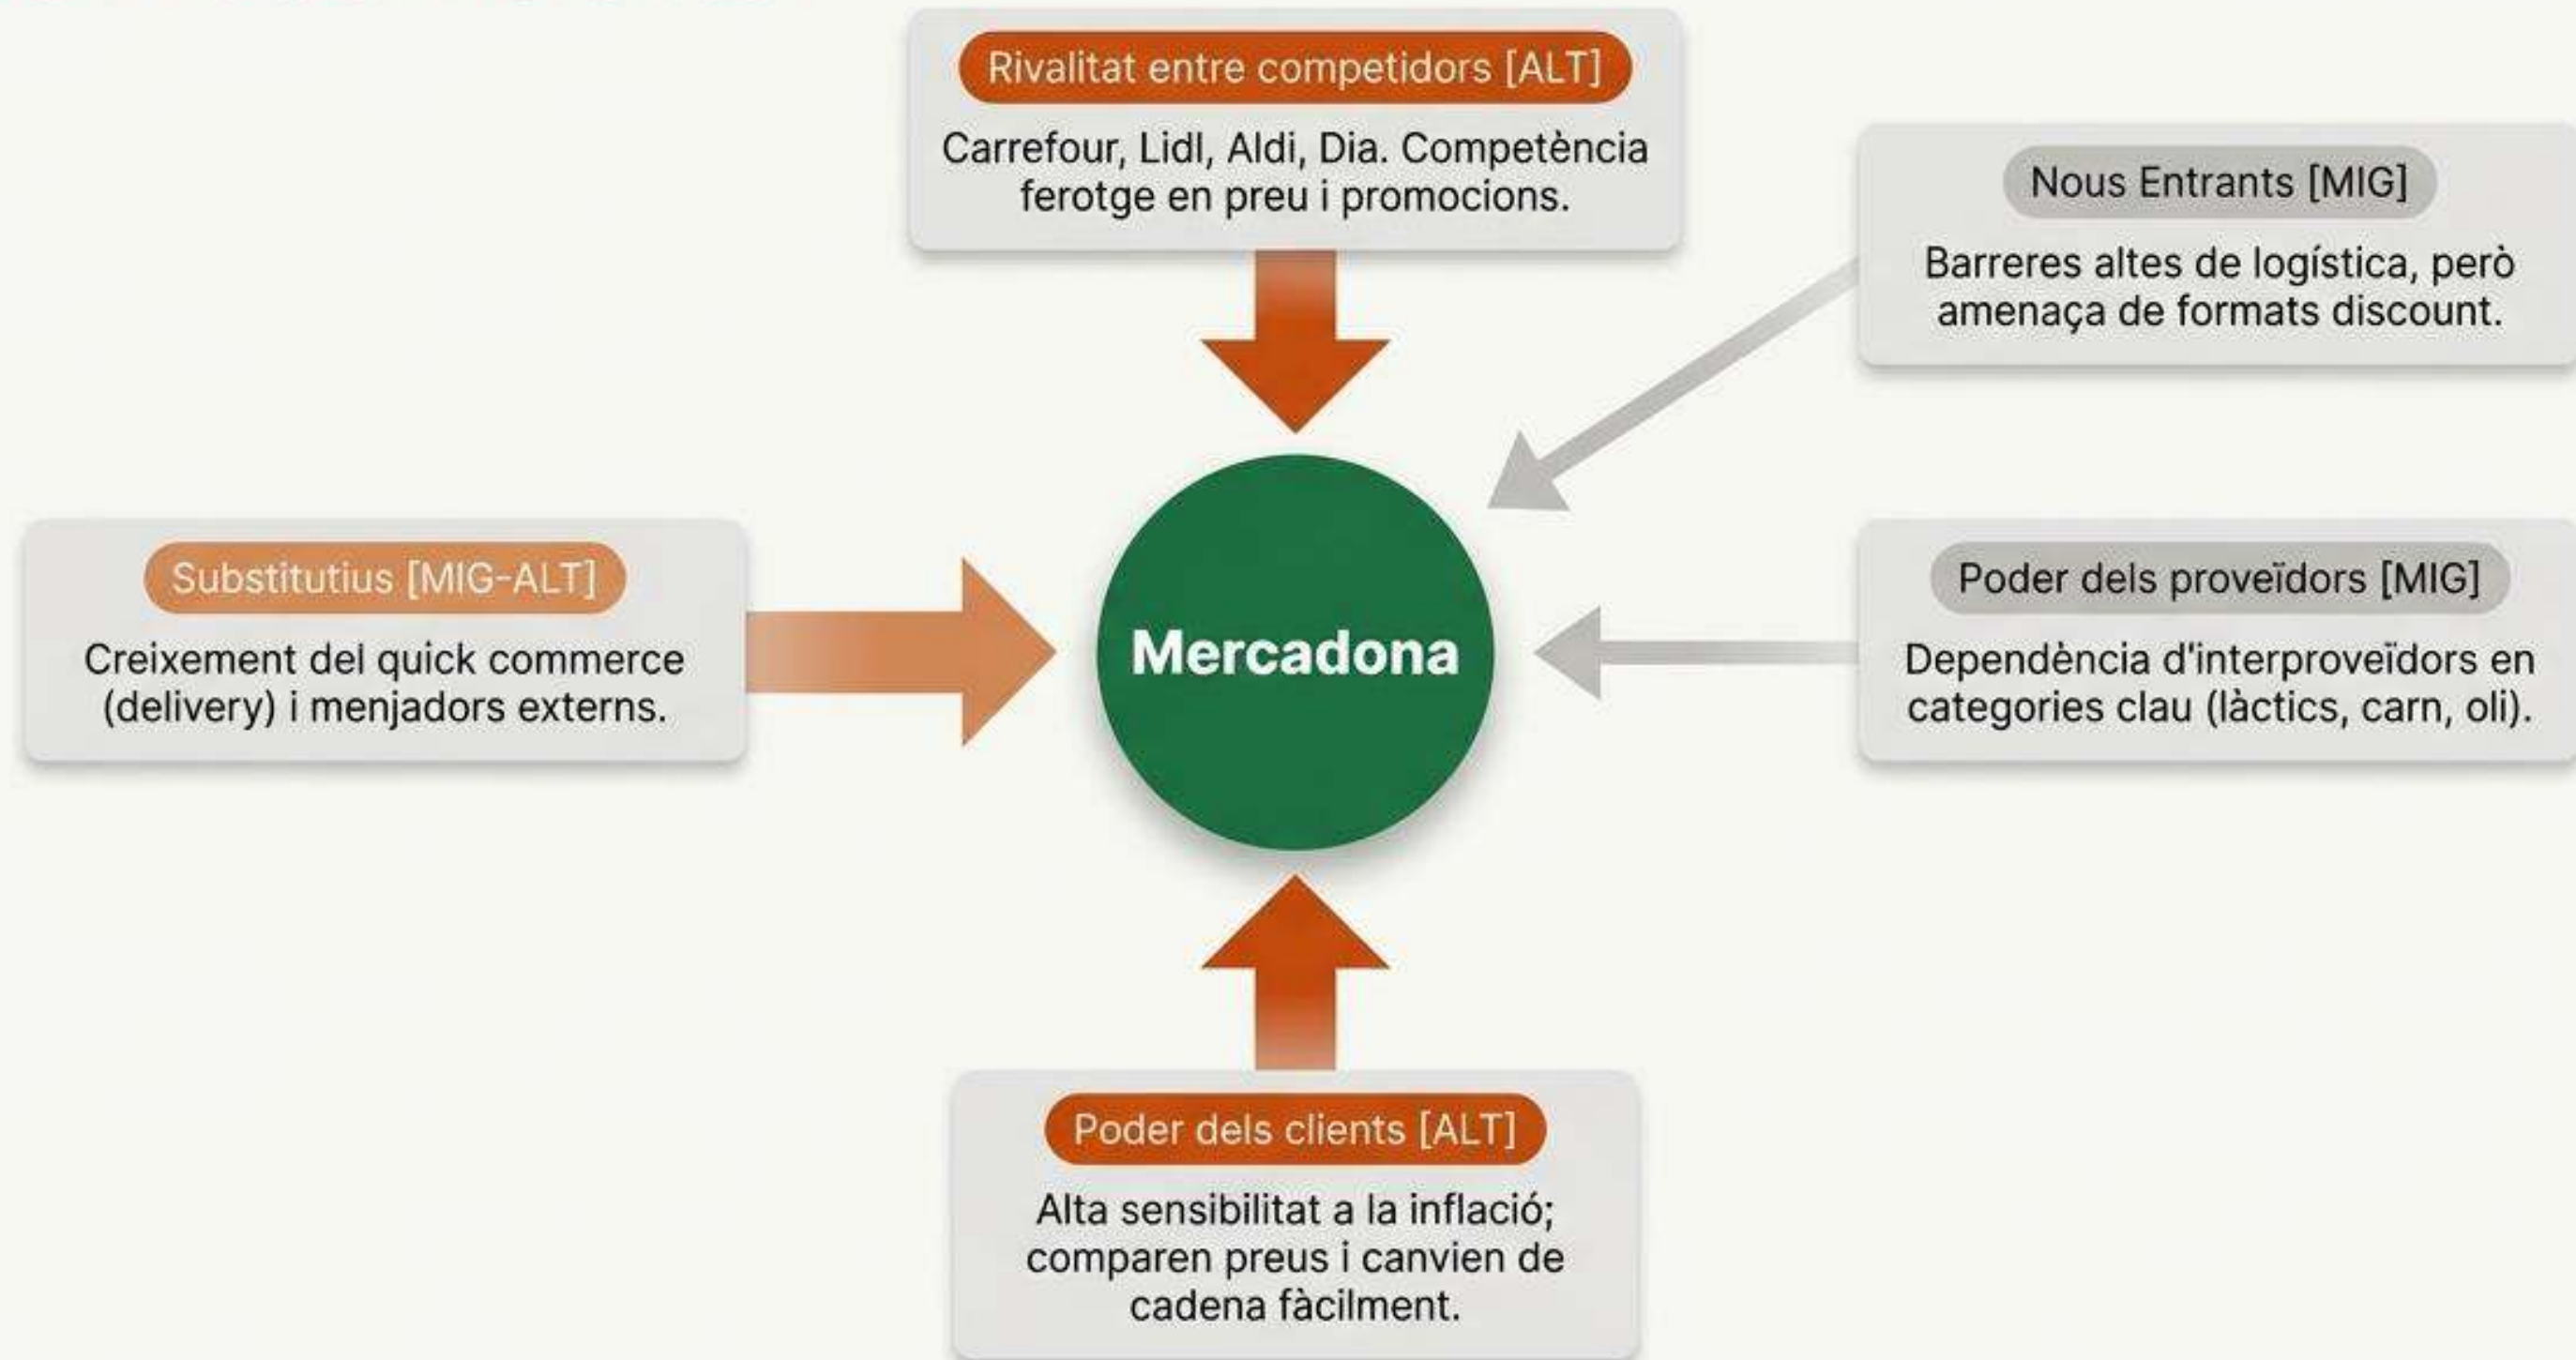 Rivalitat entre competidors [ALT]
Carrefour, Lidl, Aldi, Dia. Competència
ferotge en preu i promocions.
Nous Entrants [MIG]
Barreres altes de logística, però
amenaça de formats discount.
Substitutius [MIG-ALT]
Creixement del quick commerce
(delivery) i menjadors externs.
Mercadona
Poder dels proveïdors [MIG]
Dependència d'interproveïdors en
categories clau (làctics, carn, oli).
Poder dels clients [ALT]
Alta sensibilitat a la inflació;
comparen preus i canvien de
cadena fàcilment.